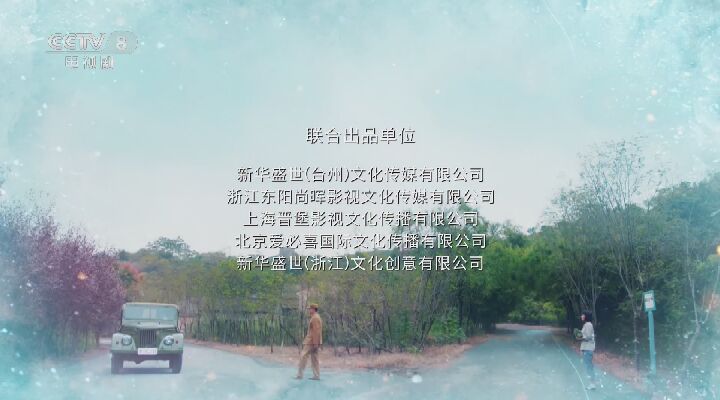 CCTV 8
电视剧
联合出品单位
新华盛世(台州)文化传媒有限公司
浙江东阳尚晖影视文化传媒有限公司
上海晋堡影视文化传播有限公司
北京爱必喜国际文化传播有限公司
新华盛世(浙江)文化创意有限公司